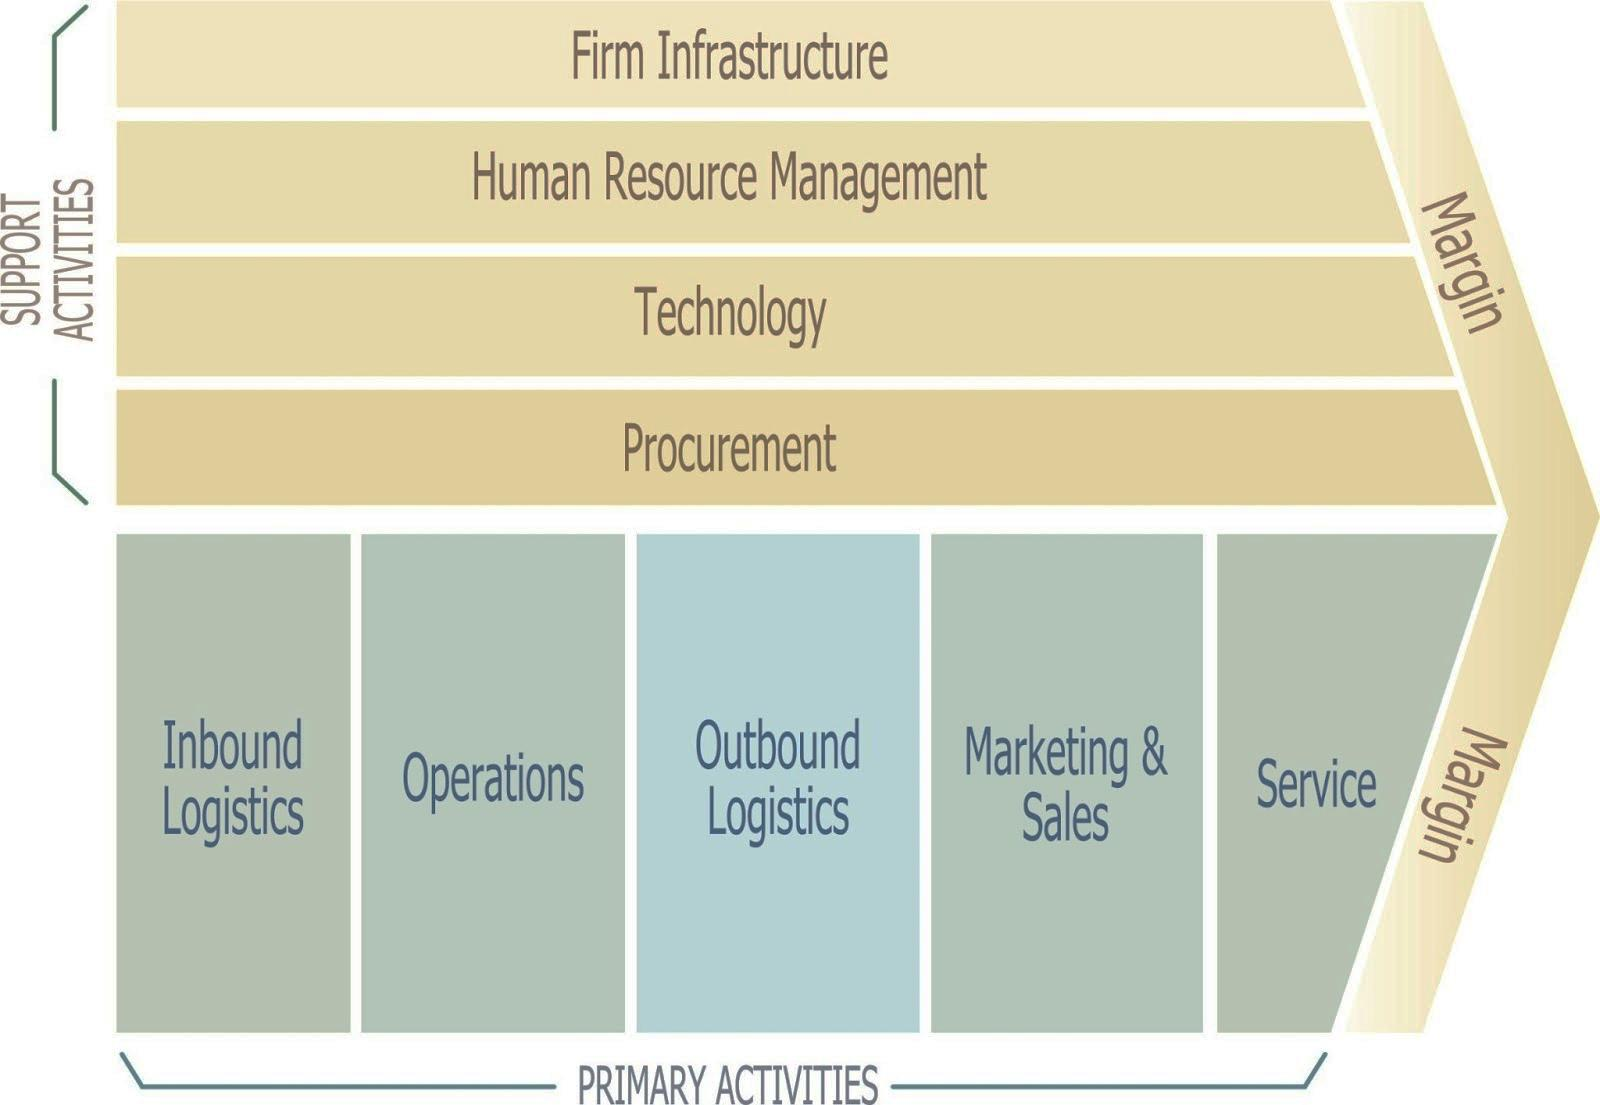 SUPPORT
ACTIVITIES
Firm Infrastructure
Human Resource Management
Technology
Procurement
Margin
Inbound
Logistics
Operations
Outbound
Logistics
Marketing &
Sales
Service
Margin
PRIMARY ACTIVITIES